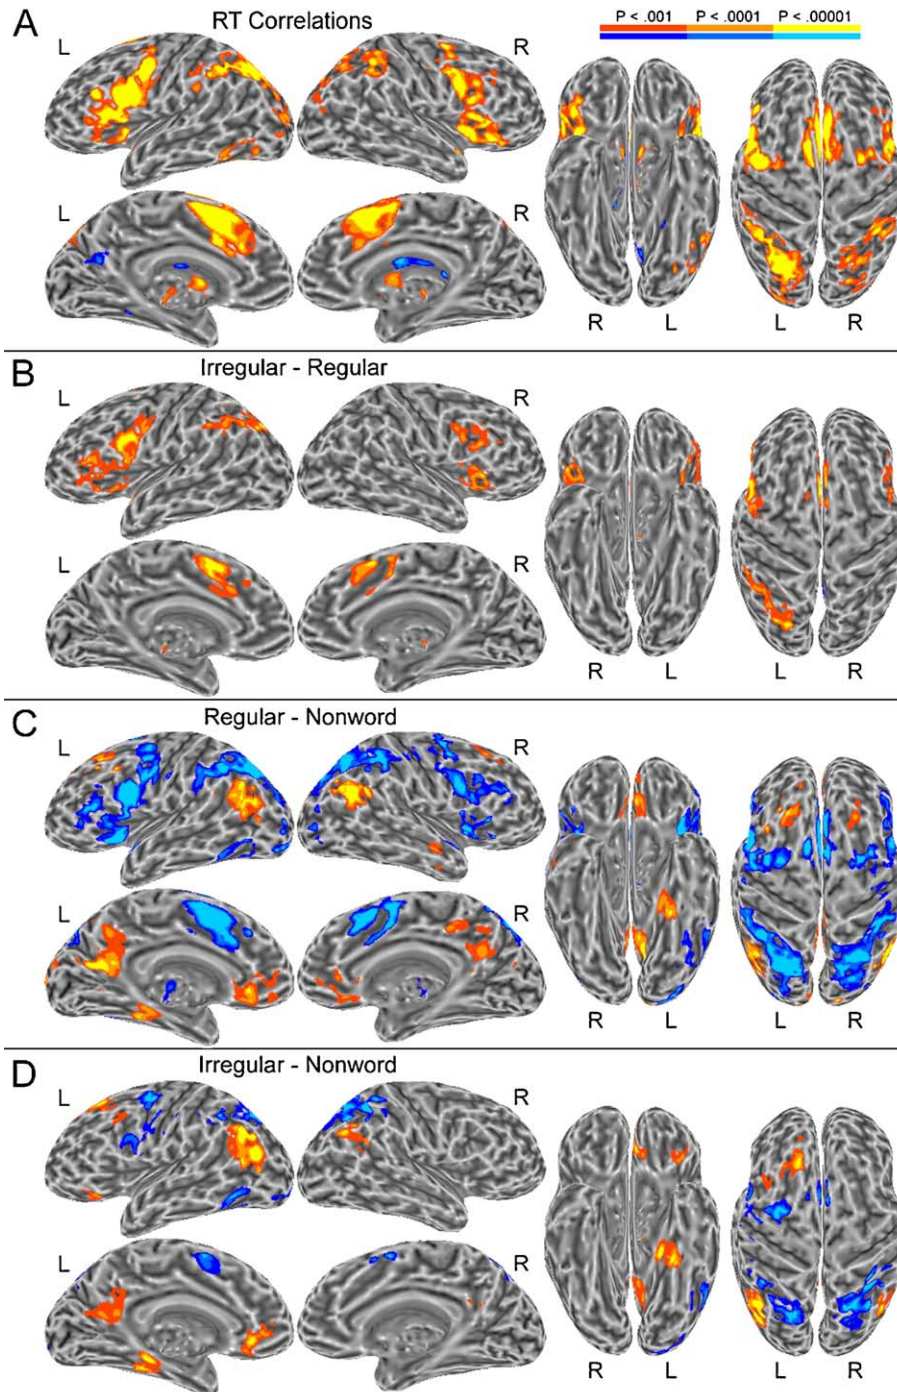 A
RT Correlations
P < .001 P < .0001 P < .00001
L R
L R
R L L R
B
Irregular - Regular
L R
L R
R L L R
C
Regular - Nonword
L R
L R
R L L R
D
Irregular - Nonword
L R
L R
R L L R